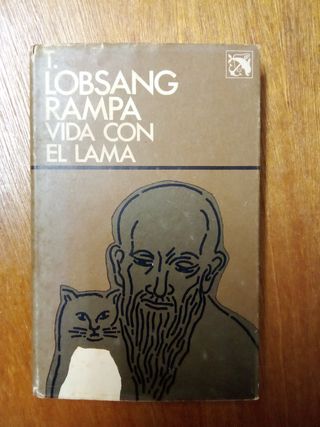 T.
LOBSANG
RAMPA
VIDA CON
EL LAMA